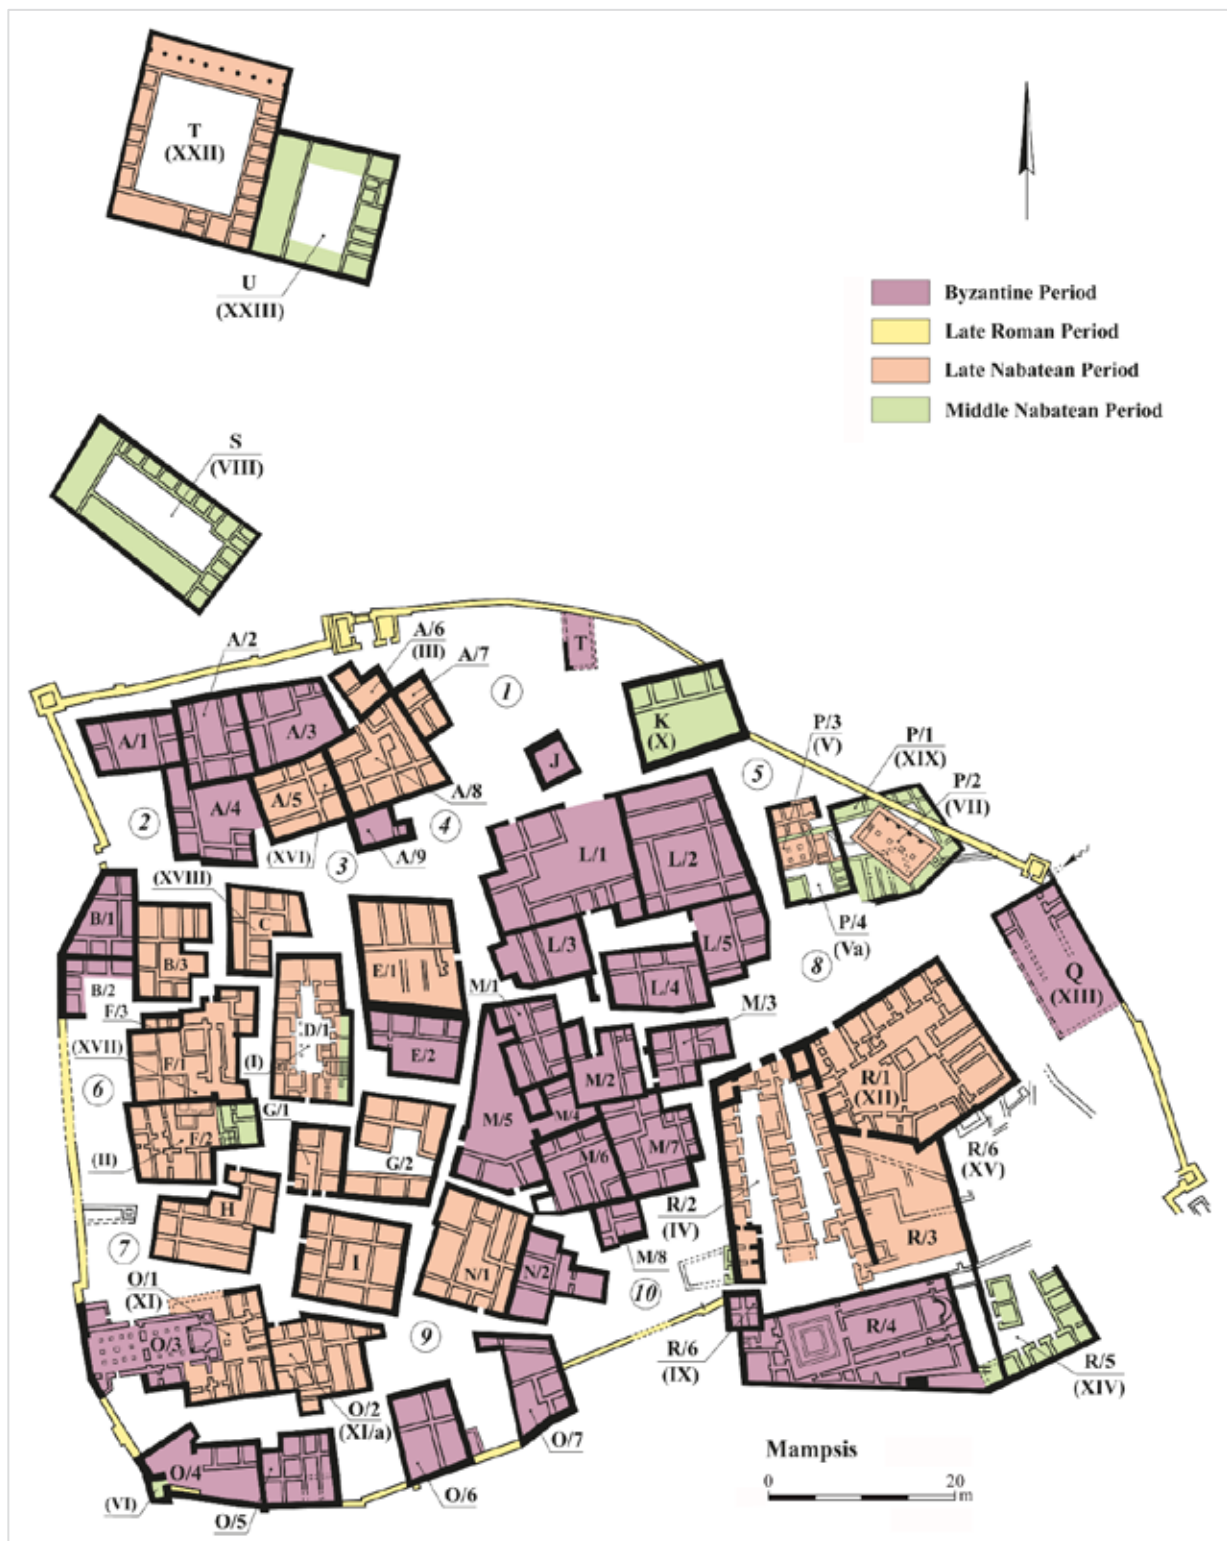 T
(XXII)
U
(XXIII)
Byzantine Period
Late Roman Period
Late Nabatean Period
Middle Nabatean Period
S
(VIII)
A/2
A/6
(III)
A/7
T
1
A/1
A/3
K
(X)
P/3
(V)
P/1
(XIX)
P/2
(VII)
J
5
A/4
A/5
A/8
2
(XVI)
3
4
A/9
L/1
L/2
(XVIII)
P/4
(Va)
B/1
C
B/3
E/1
L/3
L/5
8
Q
(XIII)
B/2
L/4
M/1
M/3
F/3
(XVII)
D/1
(I)
F/1
E/2
M/2
R/1
(XII)
6
G/1
M/5
M/4
F/2
(II)
G/2
M/6
M/7
R/6
(XV)
H
R/2
(IV)
R/3
7
I
N/1
N/2
M/8
10
O/1
(XI)
O/3
9
R/4
R/6
(IX)
R/5
(XIV)
O/2
(XI/a)
O/7
O/4
(VI)
O/5
O/6
Mampsis
0 20
m